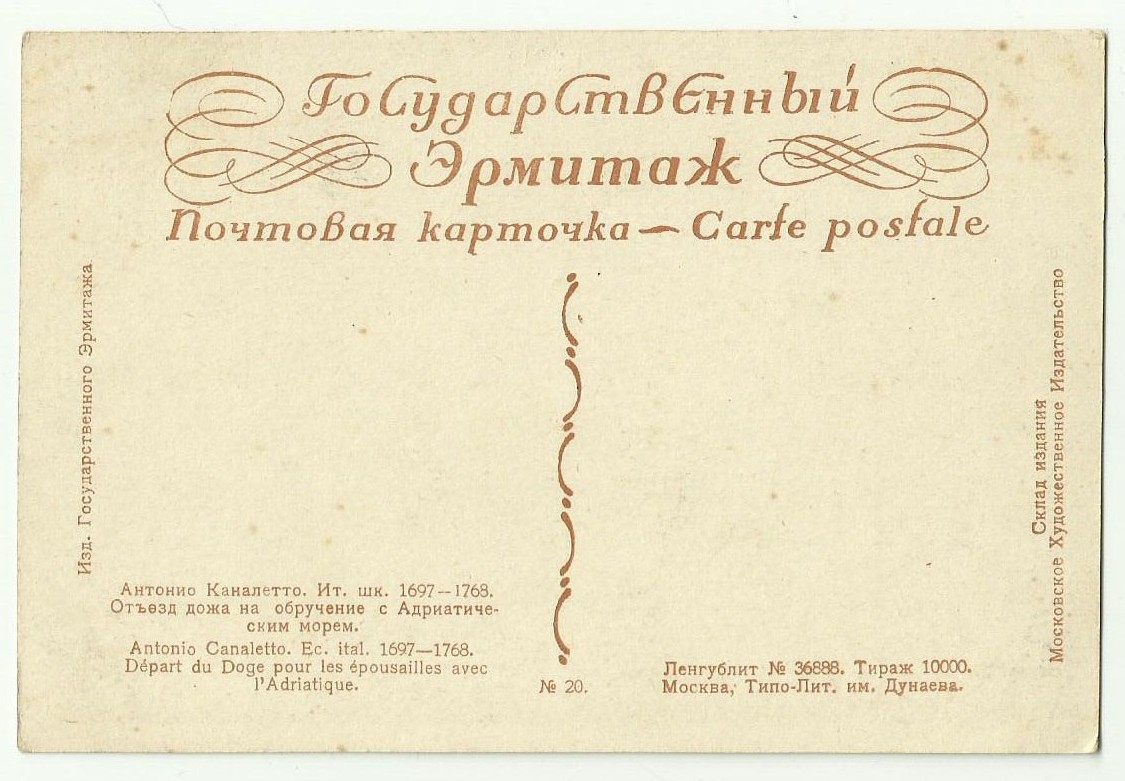 Государственный
Эрмитаж
Почтовая карточка — Carte postale
Изд. Государственного Эрмитажа
Антонио Каналетто. Ит. шк. 1697—1768.
Отъезд дожа на обручение с Адриатиче-
ским морем.
Antonio Canaletto. Ec. ital. 1697—1768.
Départ du Doge pour les épousailles avec
l'Adriatique.
№ 20.
Ленгублит № 36888. Тираж 10000.
Москва, Типо-Лит. им. Дунаева.
Склад издания
Московское Художественное Издательство